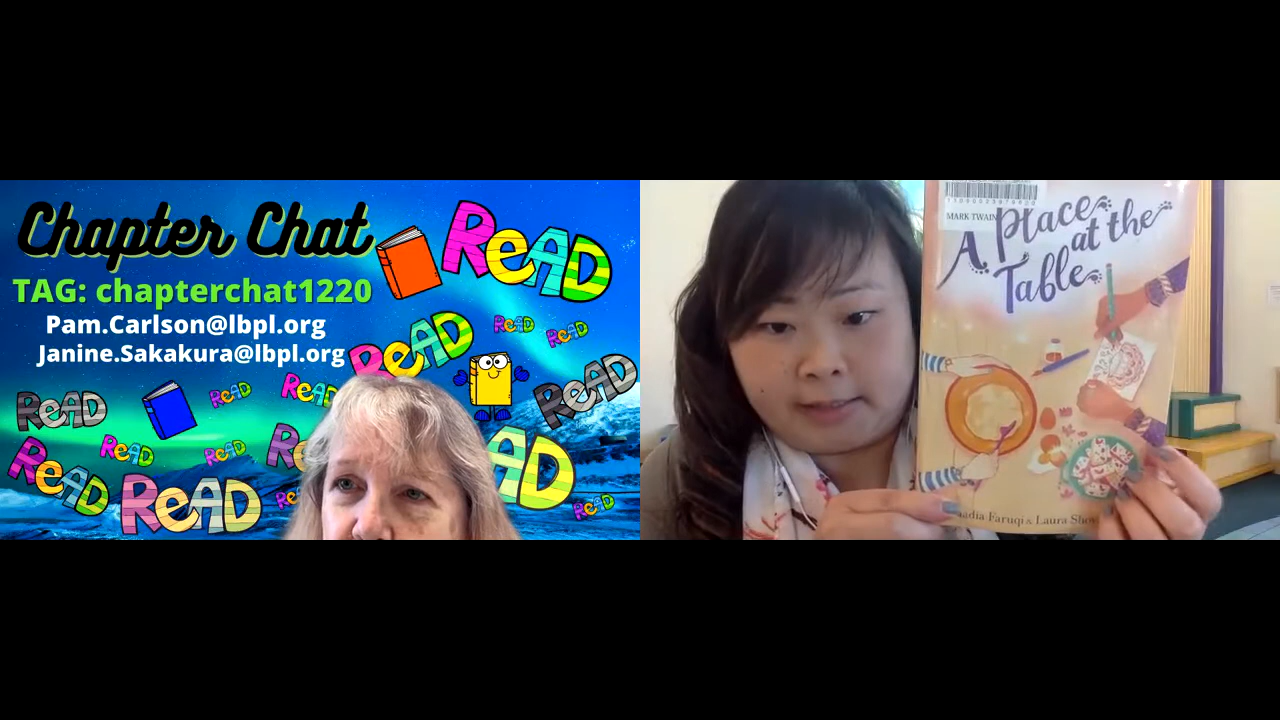 Chapter Chat
TAG: chapterchat1220
Pam.Carlson@lbpl.org
Janine.Sakakura@lbpl.org
READ
READ
READ
READ
READ
READ
READ
READ
READ
READ
READ
READ
MARK TWAIN
A Place
at the
Table
Faruqi & Laura